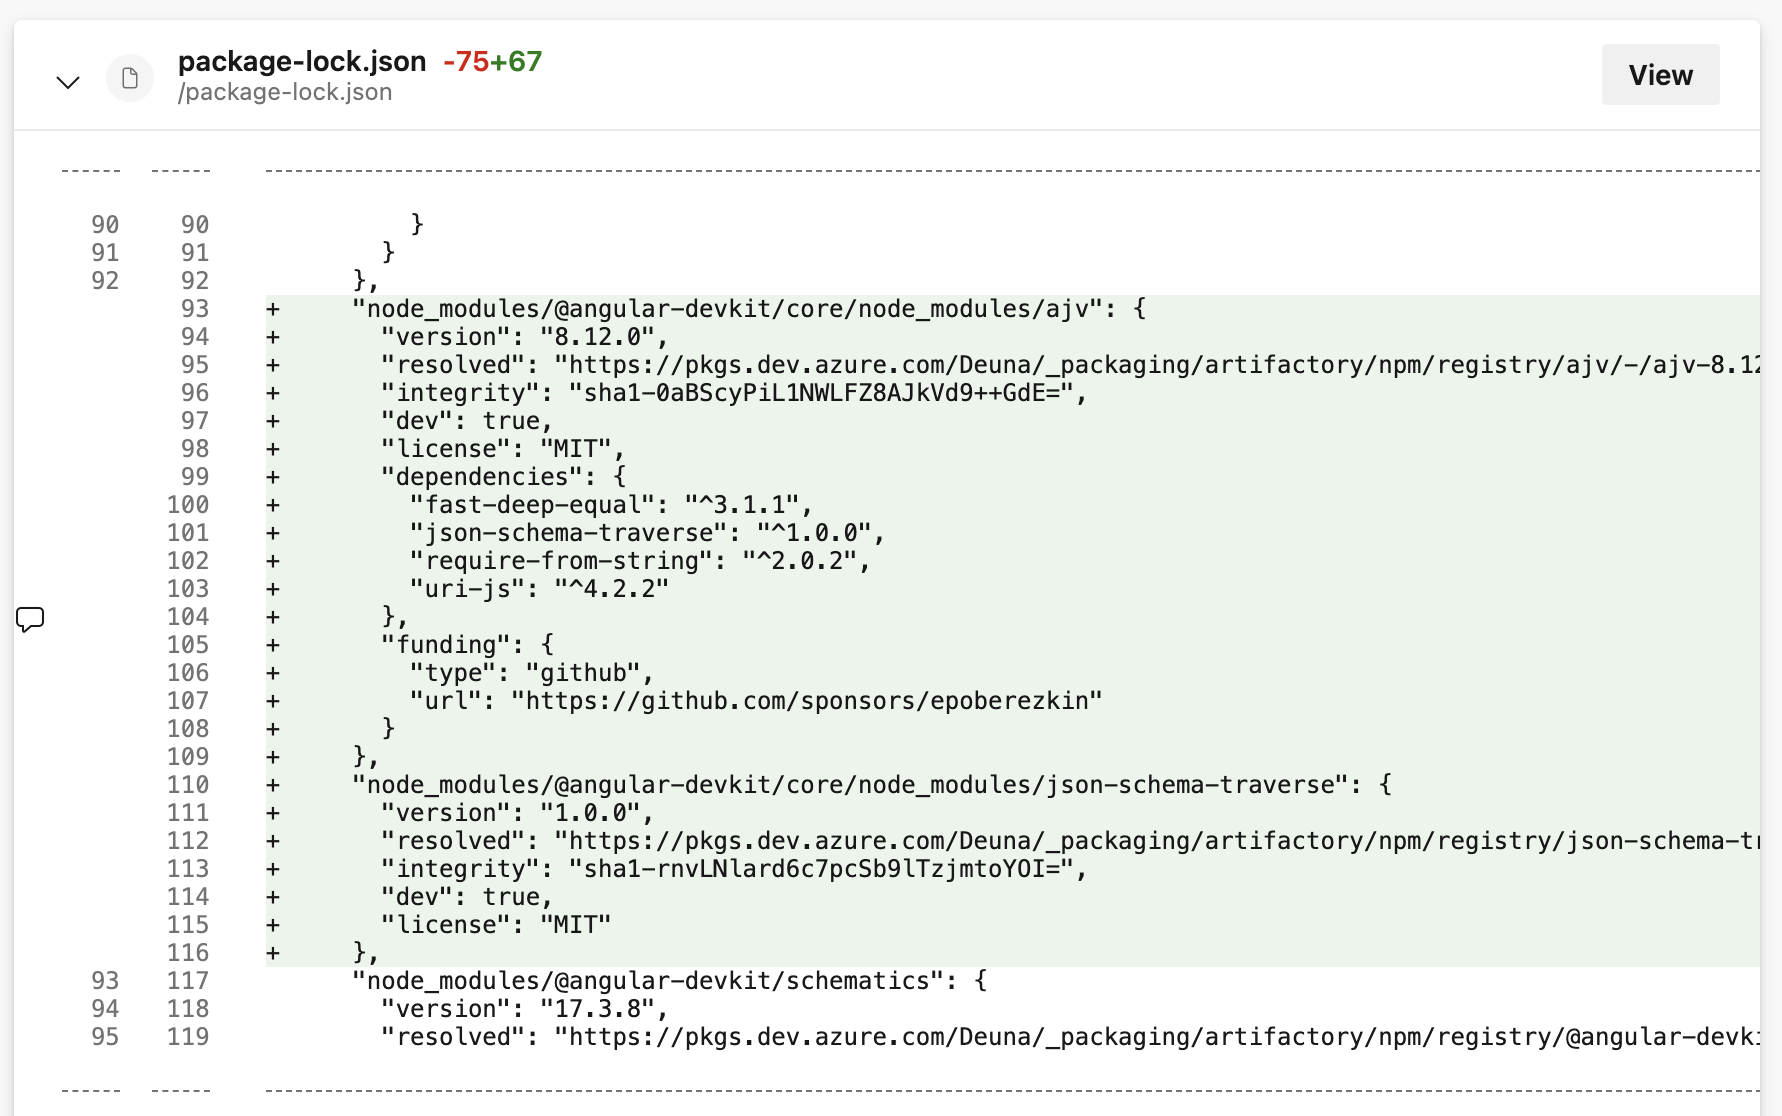 package-lock.json -75+67
/package-lock.json
View
90 90 }
91 91 }
92 92 },
93 + "node_modules/@angular-devkit/core/node_modules/ajv": {
94 + "version": "8.12.0",
95 + "resolved": "https://pkgs.dev.azure.com/Deuna/_packaging/artifactory/npm/registry/ajv/-/ajv-8.12
96 + "integrity": "sha1-0aBScyPiL1NWLFZ8AJkVd9++GdE=",
97 + "dev": true,
98 + "license": "MIT",
99 + "dependencies": {
100 + "fast-deep-equal": "^3.1.1",
101 + "json-schema-traverse": "^1.0.0",
102 + "require-from-string": "^2.0.2",
103 + "uri-js": "^4.2.2"
104 + },
105 + "funding": {
106 + "type": "github",
107 + "url": "https://github.com/sponsors/epoberezkin"
108 + }
109 + },
110 + "node_modules/@angular-devkit/core/node_modules/json-schema-traverse": {
111 + "version": "1.0.0",
112 + "resolved": "https://pkgs.dev.azure.com/Deuna/_packaging/artifactory/npm/registry/json-schema-tr
113 + "integrity": "sha1-rnvLNlard6c7pcSb9lTzjmtoYOI=",
114 + "dev": true,
115 + "license": "MIT"
116 + },
93 117 "node_modules/@angular-devkit/schematics": {
94 118 "version": "17.3.8",
95 119 "resolved": "https://pkgs.dev.azure.com/Deuna/_packaging/artifactory/npm/registry/@angular-devki